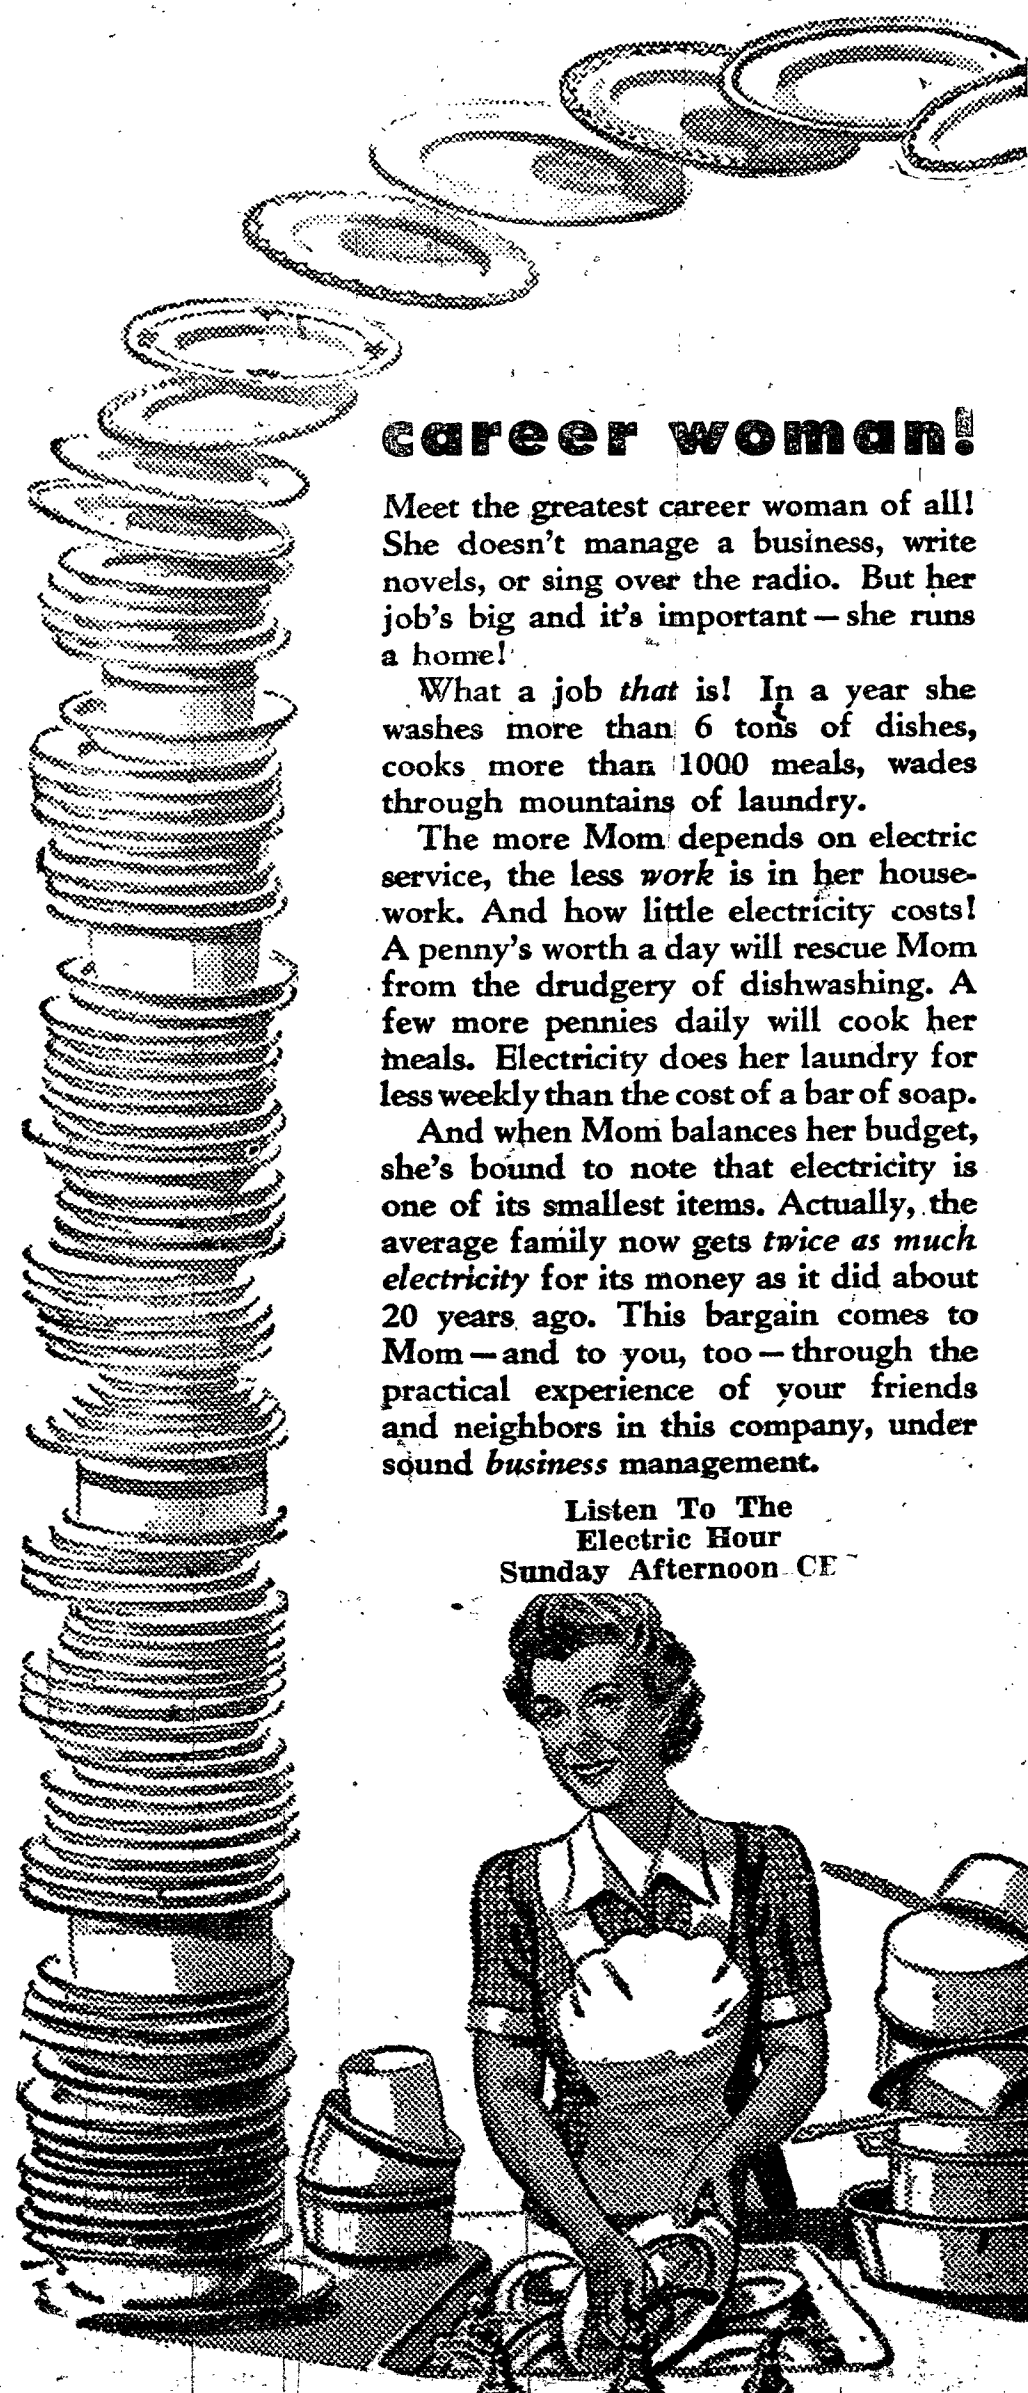 career woman!
Meet the greatest career woman of all!
She doesn't manage a business, write
novels, or sing over the radio. But her
job's big and it's important — she runs
a home!
What a job that is! In a year she
washes more than 6 tons of dishes,
cooks more than 1000 meals, wades
through mountains of laundry.
The more Mom depends on electric
service, the less work is in her house-
work. And how little electricity costs!
A penny's worth a day will rescue Mom
from the drudgery of dishwashing. A
few more pennies daily will cook her
meals. Electricity does her laundry for
less weekly than the cost of a bar of soap.
And when Mom balances her budget,
she's bound to note that electricity is
one of its smallest items. Actually, the
average family now gets twice as much
electricity for its money as it did about
20 years ago. This bargain comes to
Mom — and to you, too — through the
practical experience of your friends
and neighbors in this company, under
sound business management.
Listen To The
Electric Hour
Sunday Afternoon